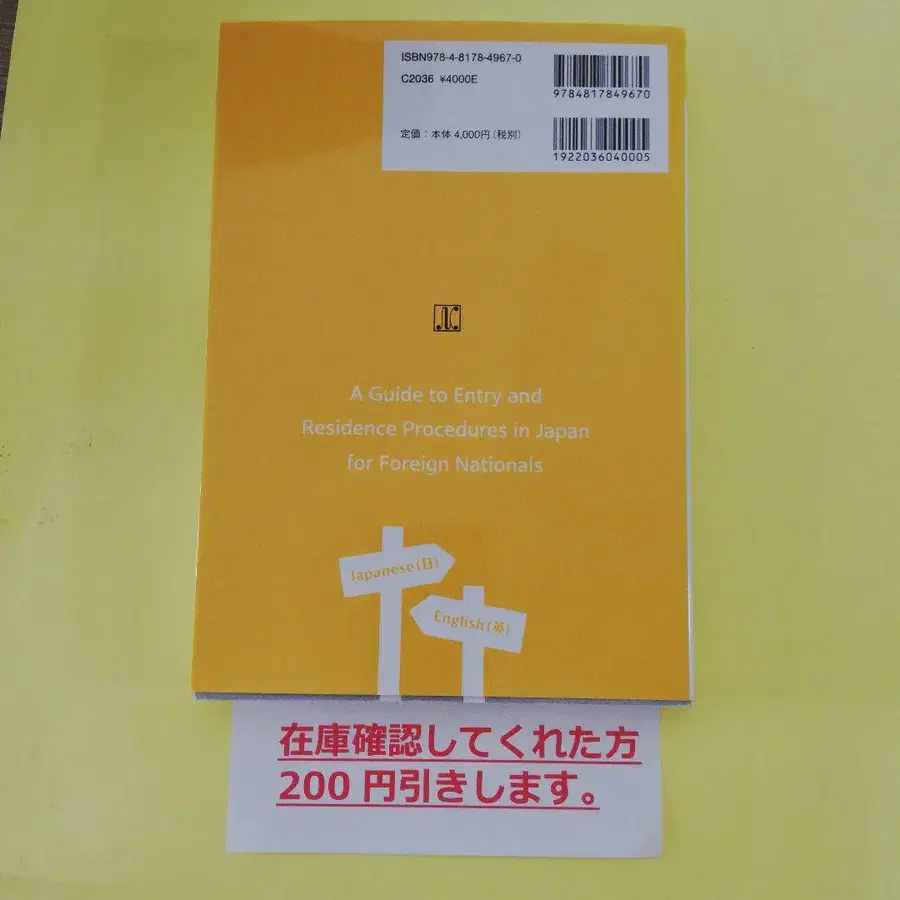 ISBN978-4-8178-4967-0
C2036 ¥4000E
9784817849670
定価：本体 4,000円（税別）
1922036040005
A Guide to Entry and
Residence Procedures in Japan
for Foreign Nationals
Japanese(日)
English(英)
在庫確認してくれた方
200 円引きします。